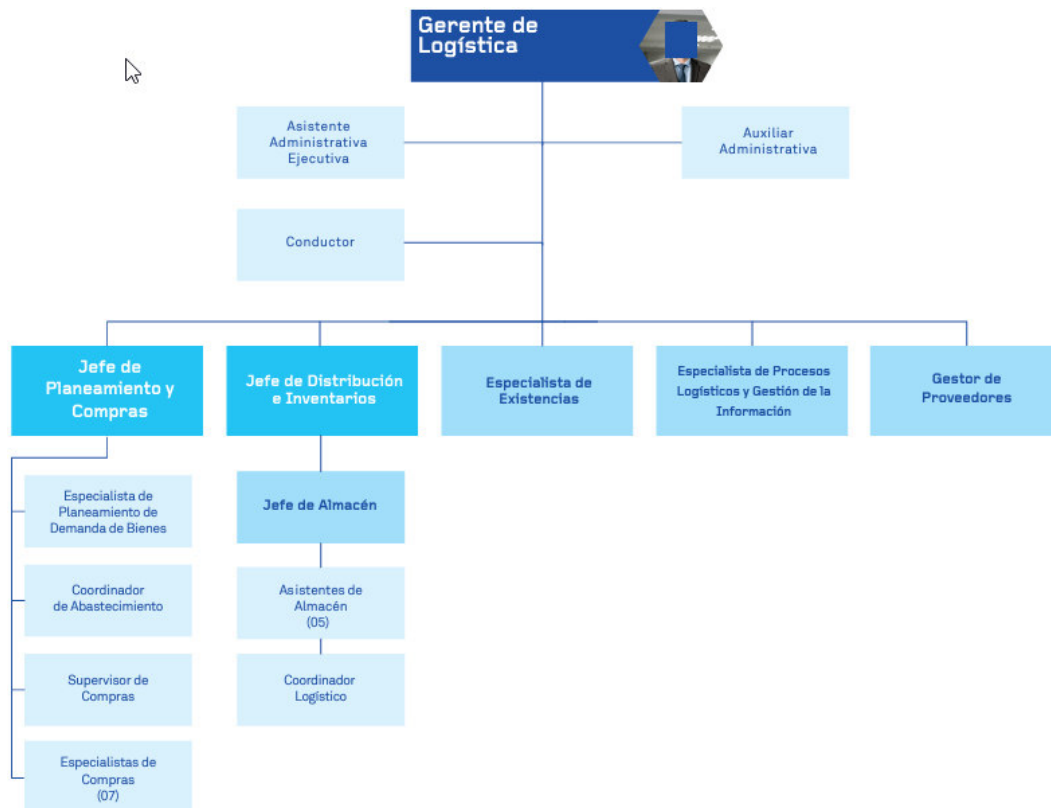 Gerente de
Logística
Asistente
Administrativa
Ejecutiva
Auxiliar
Administrativa
Conductor
Jefe de
Planeamiento y
Compras
Jefe de Distribución
e Inventarios
Especialista de
Existencias
Especialista de Procesos
Logísticos y Gestión de la
Información
Gestor de
Proveedores
Especialista de
Planeamiento de
Demanda de Bienes
Coordinador
de Abastecimiento
Supervisor de
Compras
Especialistas de
Compras
(07)
Jefe de Almacén
Asistentes de
Almacén
(05)
Coordinador
Logístico